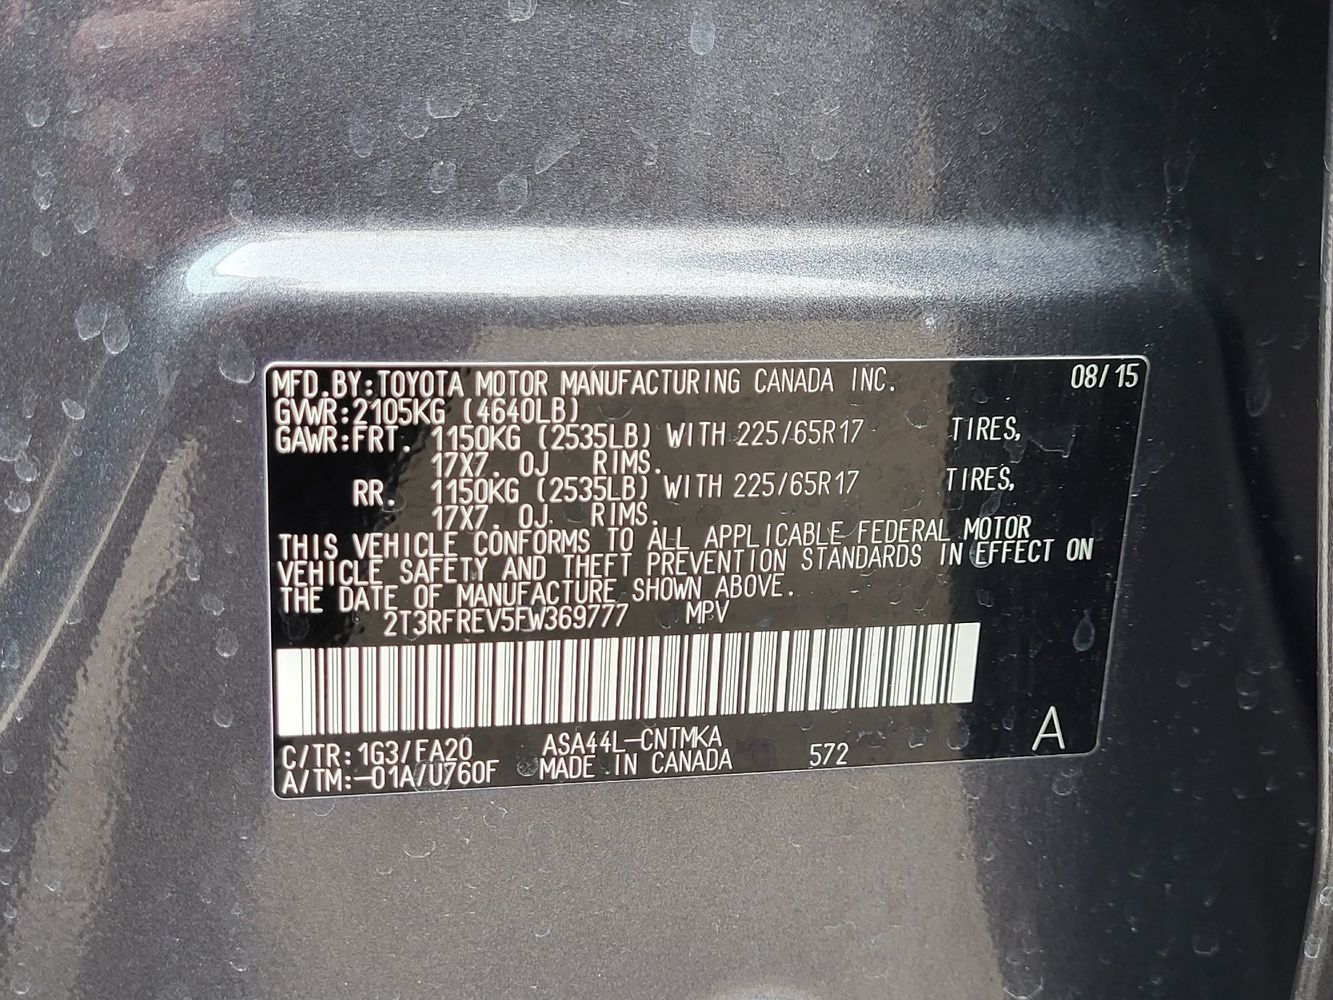 MFD.BY:TOYOTA MOTOR MANUFACTURING CANADA INC. 08/15
GVWR:2105KG (4640LB)
GAWR:FRT. 1150KG (2535LB) WITH 225/65R17 TIRES,
17X7. 0J RIMS.
RR. 1150KG (2535LB) WITH 225/65R17 TIRES,
17X7. 0J RIMS.
THIS VEHICLE CONFORMS TO ALL APPLICABLE FEDERAL MOTOR
VEHICLE SAFETY AND THEFT PREVENTION STANDARDS IN EFFECT ON
THE DATE OF MANUFACTURE SHOWN ABOVE.
2T3RFREV5FW369777 MPV
C/TR:1G3/FA20 ASA44L-CNTMKA
A/TM:-01A/U760F MADE IN CANADA 572 A